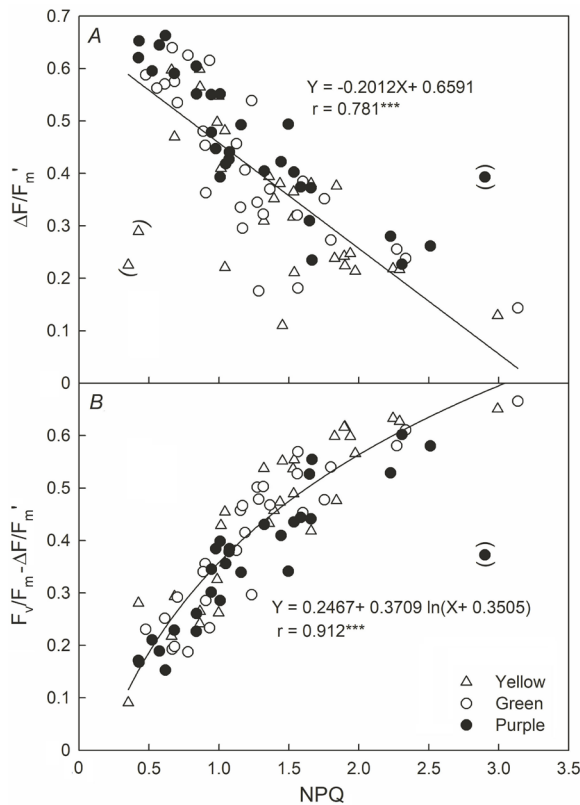 0.7
A
0.6
Y = -0.2012X+ 0.6591
0.5
r = 0.781***
0.4
ΔF/Fm'
0.3
0.2
0.1
0
B
0.6
0.5
Fv/Fm-ΔF/Fm'
0.4
0.3
Y = 0.2467+ 0.3709 ln(X+ 0.3505)
r = 0.912***
0.2
Yellow
0.1
Green
Purple
0
0 0.5 1.0 1.5 2.0 2.5 3.0 3.5
NPQ